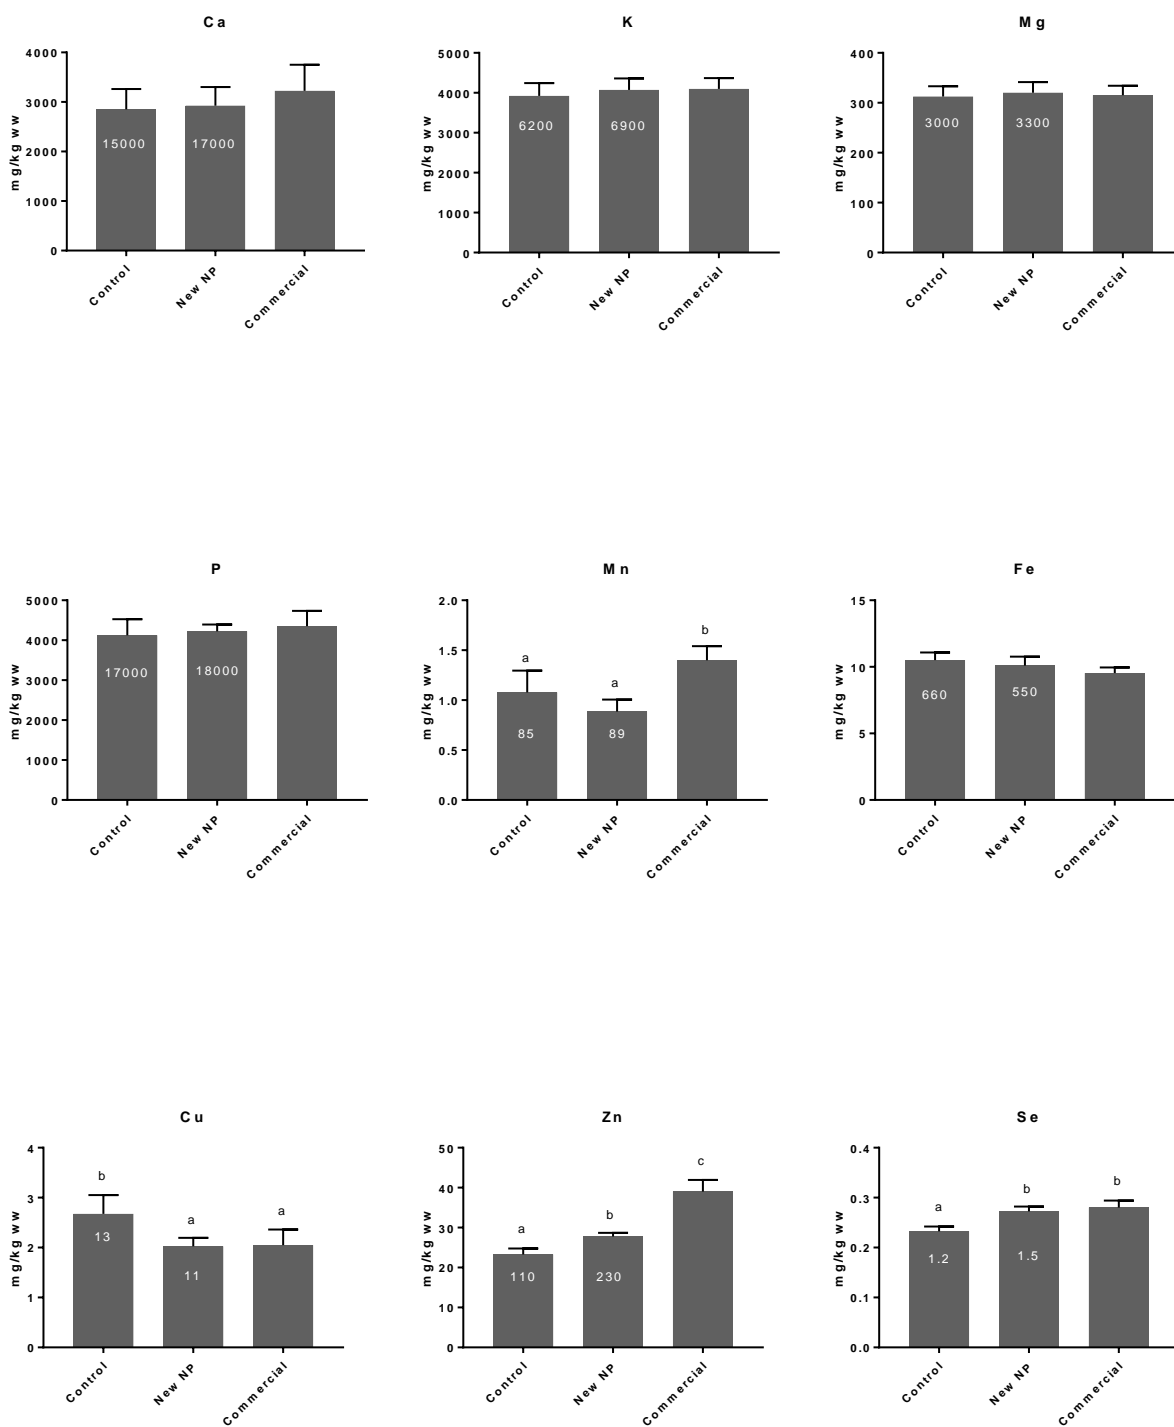 Ca
4000
3000
2000
1000
0
mg/kg ww
15000
17000
Control
New NP
Commercial
K
5000
4000
3000
2000
1000
0
mg/kg ww
6200
6900
Control
New NP
Commercial
Mg
400
300
200
100
0
mg/kg ww
3000
3300
Control
New NP
Commercial
P
5000
4000
3000
2000
1000
0
mg/kg ww
17000
18000
Control
New NP
Commercial
Mn
2.0
1.5
1.0
0.5
0.0
mg/kg ww
a
a
b
85
89
Control
New NP
Commercial
Fe
15
10
5
0
mg/kg ww
660
550
Control
New NP
Commercial
Cu
4
3
2
1
0
mg/kg ww
b
a
a
13
11
Control
New NP
Commercial
Zn
50
40
30
20
10
0
mg/kg ww
a
b
c
110
230
Control
New NP
Commercial
Se
0.4
0.3
0.2
0.1
0.0
mg/kg ww
a
b
b
1.2
1.5
Control
New NP
Commercial